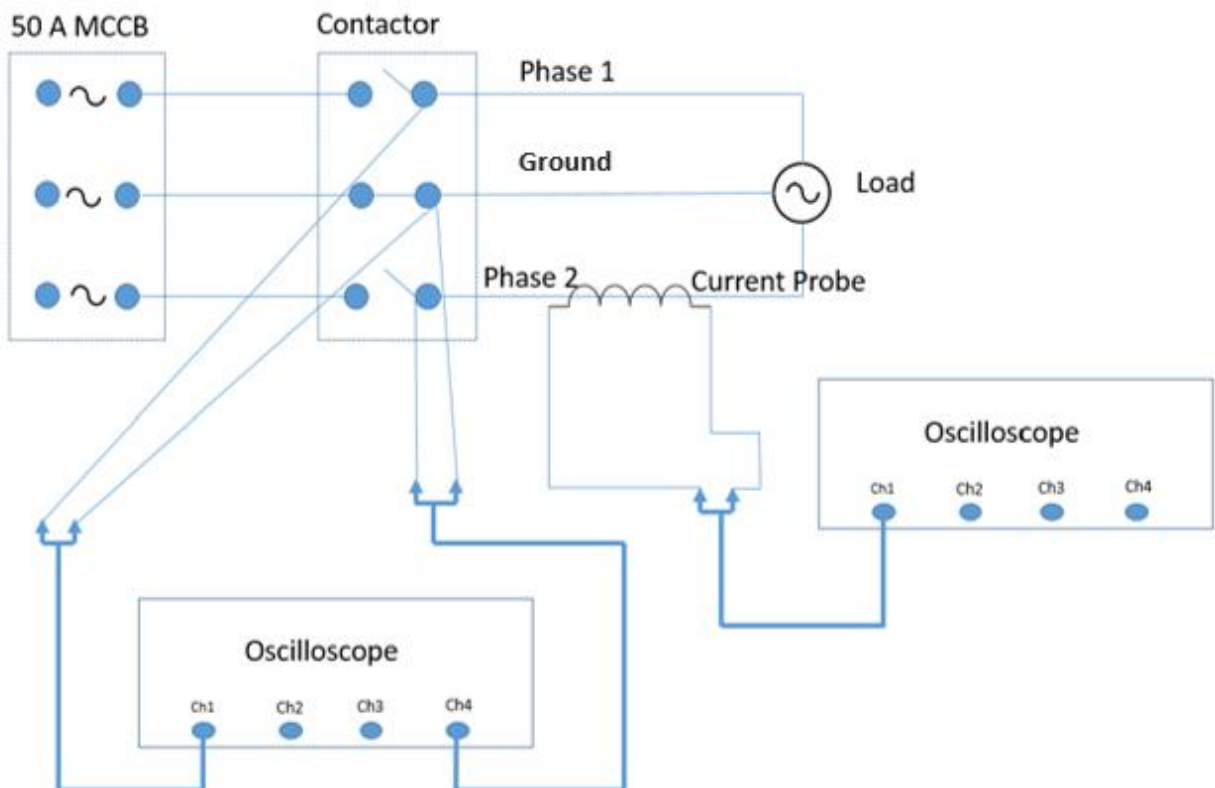 50 A MCCB
Contactor
Phase 1
Ground
Load
Phase 2
Current Probe
Oscilloscope
Ch1 Ch2 Ch3 Ch4
Oscilloscope
Ch1 Ch2 Ch3 Ch4